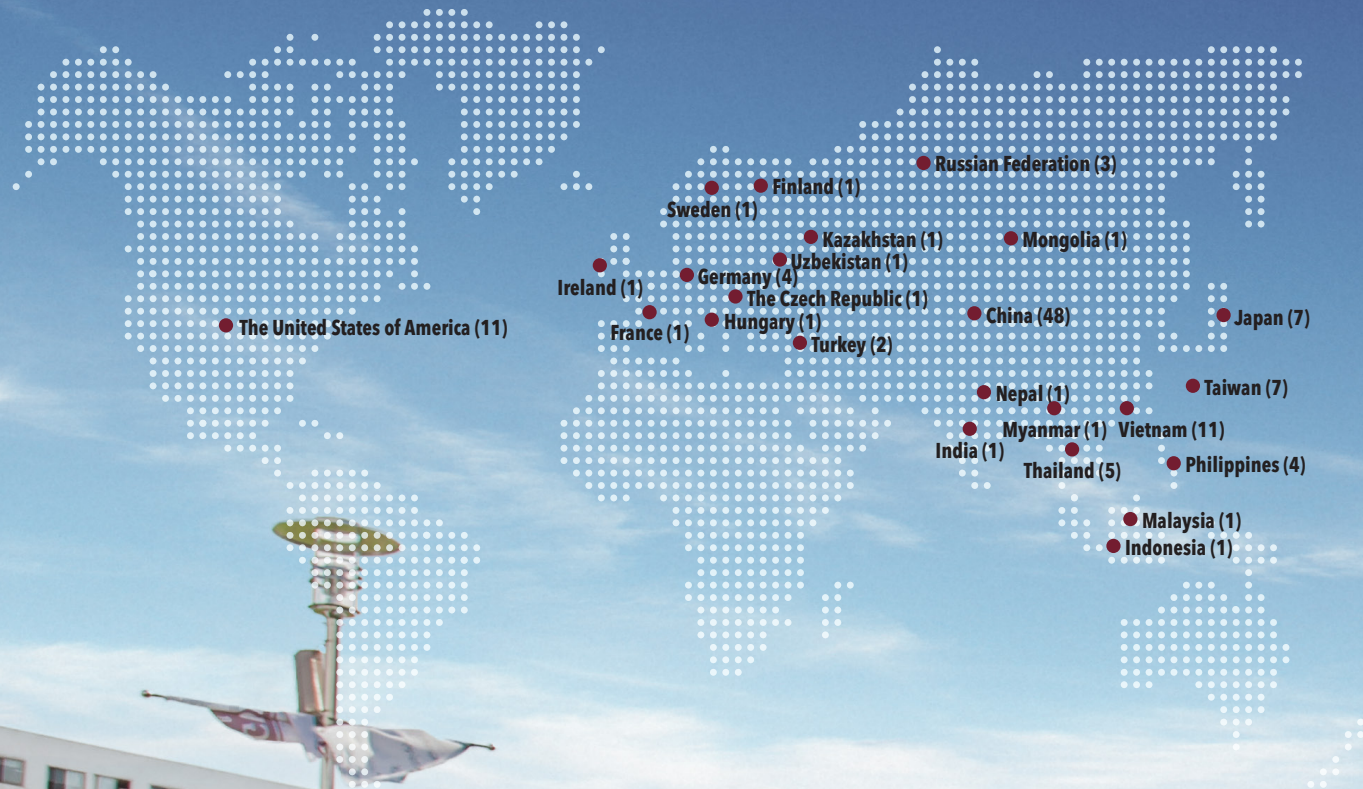 Russian Federation (3)
Finland (1)
Sweden (1)
Kazakhstan (1)
Mongolia (1)
Uzbekistan (1)
Germany (4)
Ireland (1)
The Czech Republic (1)
France (1)
Hungary (1)
Turkey (2)
China (48)
Japan (7)
The United States of America (11)
Taiwan (7)
Nepal (1)
Myanmar (1)
Vietnam (11)
India (1)
Thailand (5)
Philippines (4)
Malaysia (1)
Indonesia (1)